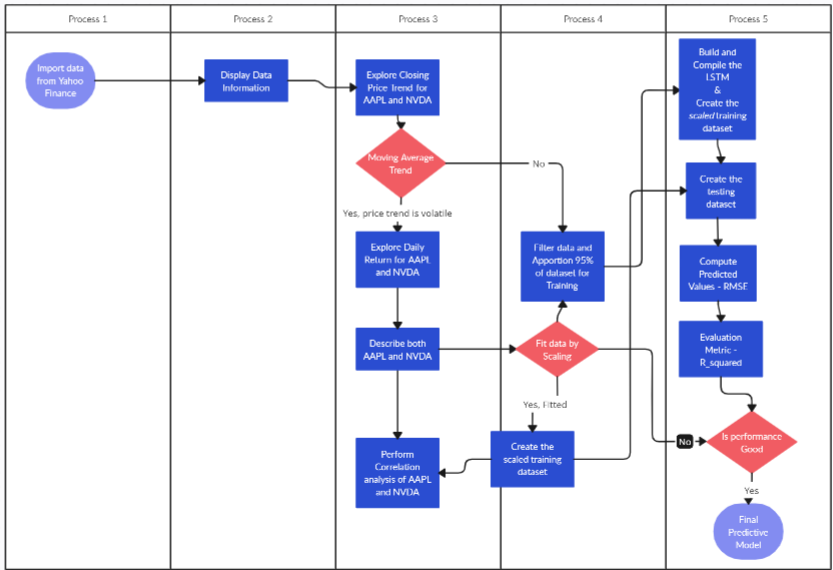 Process 1
Process 2
Process 3
Process 4
Process 5
Import data
from Yahoo
Finance
Display Data
Information
Explore Closing
Price Trend for
AAPL and NVDA
Moving Average
Trend
No
Yes, price trend is volatile
Explore Daily
Return for AAPL
and NVDA
Describe both
AAPL and NVDA
Perform
Correlation
analysis of AAPL
and NVDA
Filter data and
Apportion 95%
of dataset for
Training
Fit data by
Scaling
Yes, Fitted
Create the
scaled training
dataset
Build and
Compile the
LSTM
&
Create the
scaled training
dataset
Create the
testing
dataset
Compute
Predicted
Values - RMSE
Evaluation
Metric -
R_squared
No
Is performance
Good
Yes
Final
Predictive
Model